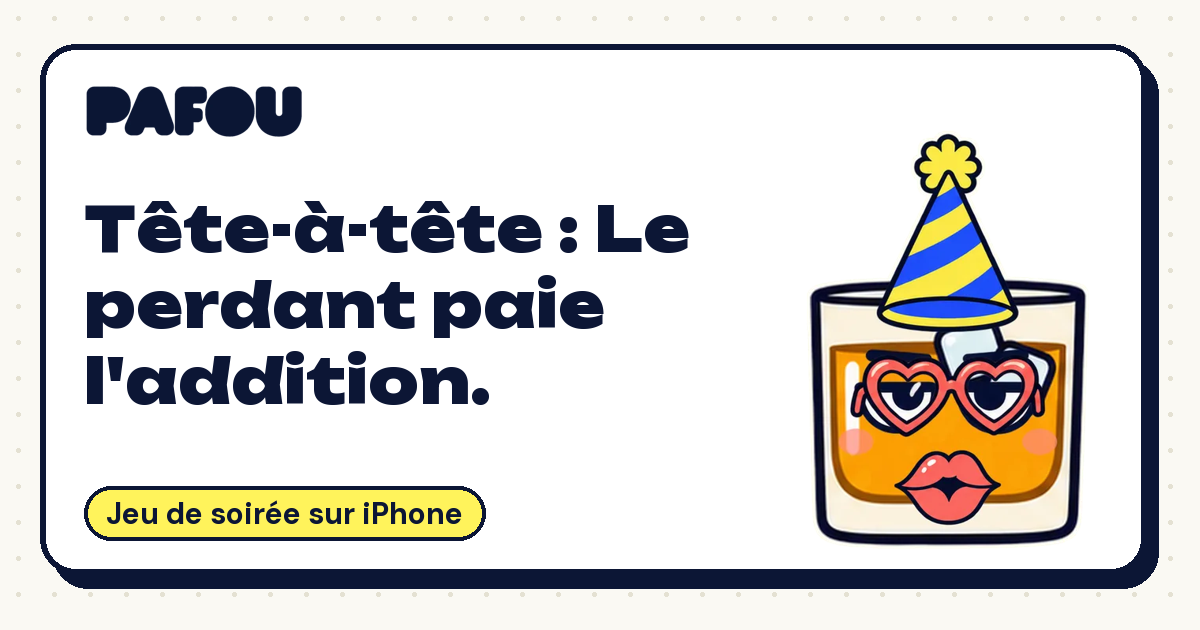 PAFOU
Tête-à-tête : Le
perdant paie
l'addition.
Jeu de soirée sur iPhone